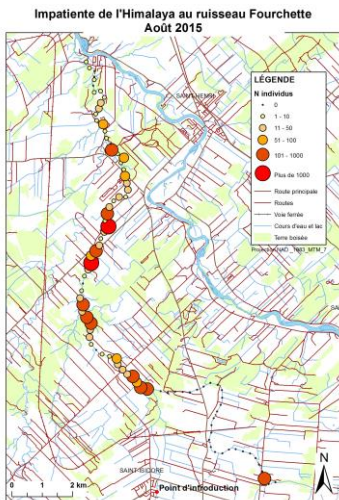 Impatiente de l'Himalaya au ruisseau Fourchette
Août 2015
SAINT-HENRI
LÉGENDE
N individus
0
1 - 10
11 - 50
51 - 100
101 - 1000
Plus de 1000
Route principale
Routes
Voie ferrée
Cours d'eau et lac
Terre boisée
SAINT-ISIDORE
Point d'introduction
0 1 2 km
N